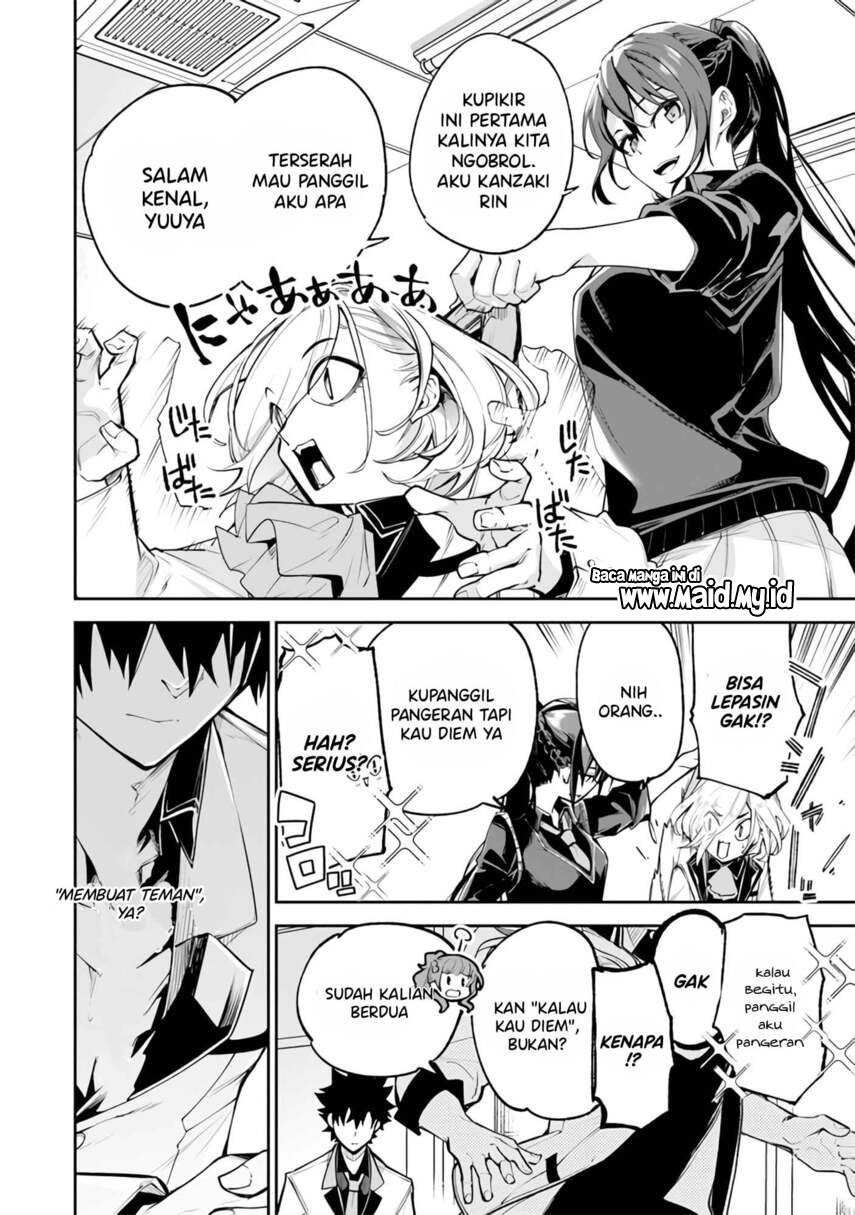 KUPIKIR
INI PERTAMA
KALINYA KITA
NGOBROL.
AKU KANZAKI
RIN
TERSERAH
MAU PANGGIL
AKU APA
SALAM
KENAL,
YUUYA
にゃあぁあぁ
じた
ばた
じた
ばた
Baca Manga ini di
www.Maid.My.id
BISA
LEPASIN
GAK!?
NIH
ORANG..
KUPANGGIL
PANGERAN TAPI
KAU DIEM YA
HAH?
SERIUS?
"MEMBUAT TEMAN",
YA?
kalau
Begitu,
panggil
aku
pangeran
GAK
KENAPA
!?
KAN "KALAU
KAU DIEM",
BUKAN?
SUDAH KALIAN
BERDUA